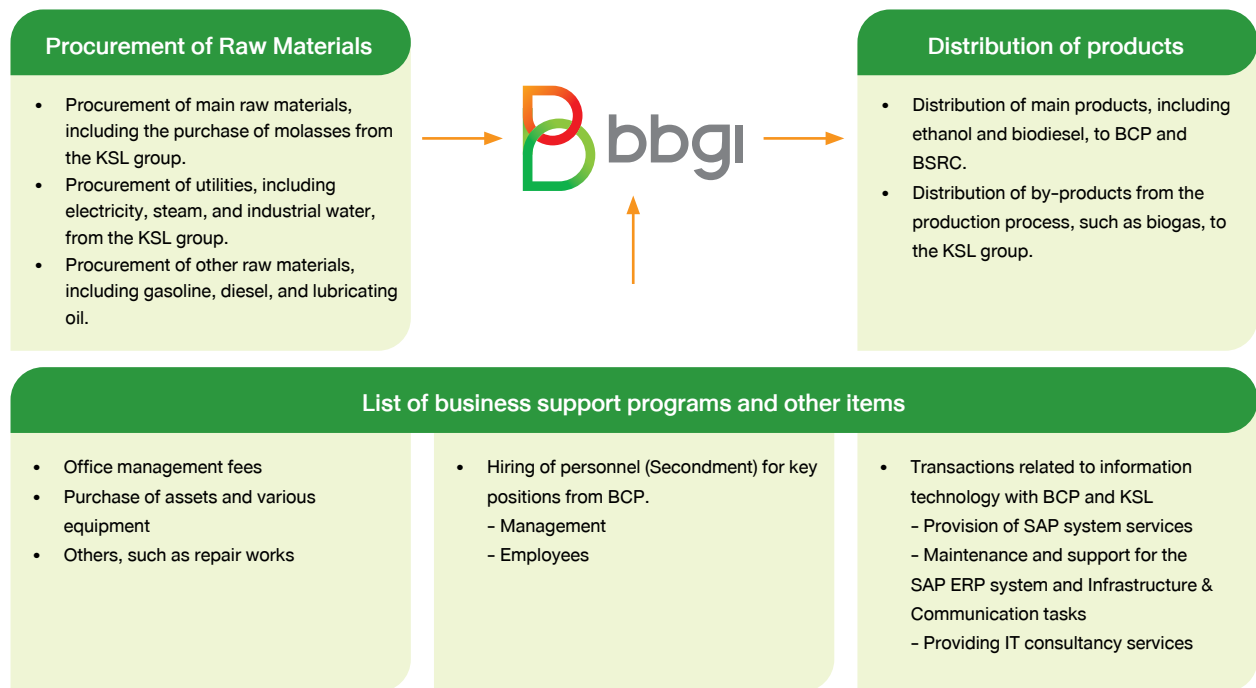 Procurement of Raw Materials
• Procurement of main raw materials,
including the purchase of molasses from
the KSL group.
• Procurement of utilities, including
electricity, steam, and industrial water,
from the KSL group.
• Procurement of other raw materials,
including gasoline, diesel, and lubricating
oil.
bbgi
Distribution of products
• Distribution of main products, including
ethanol and biodiesel, to BCP and
BSRC.
• Distribution of by-products from the
production process, such as biogas, to
the KSL group.
List of business support programs and other items
• Office management fees
• Purchase of assets and various
equipment
• Others, such as repair works
• Hiring of personnel (Secondment) for key
positions from BCP.
- Management
- Employees
• Transactions related to information
technology with BCP and KSL
- Provision of SAP system services
- Maintenance and support for the
SAP ERP system and Infrastructure &
Communication tasks
- Providing IT consultancy services